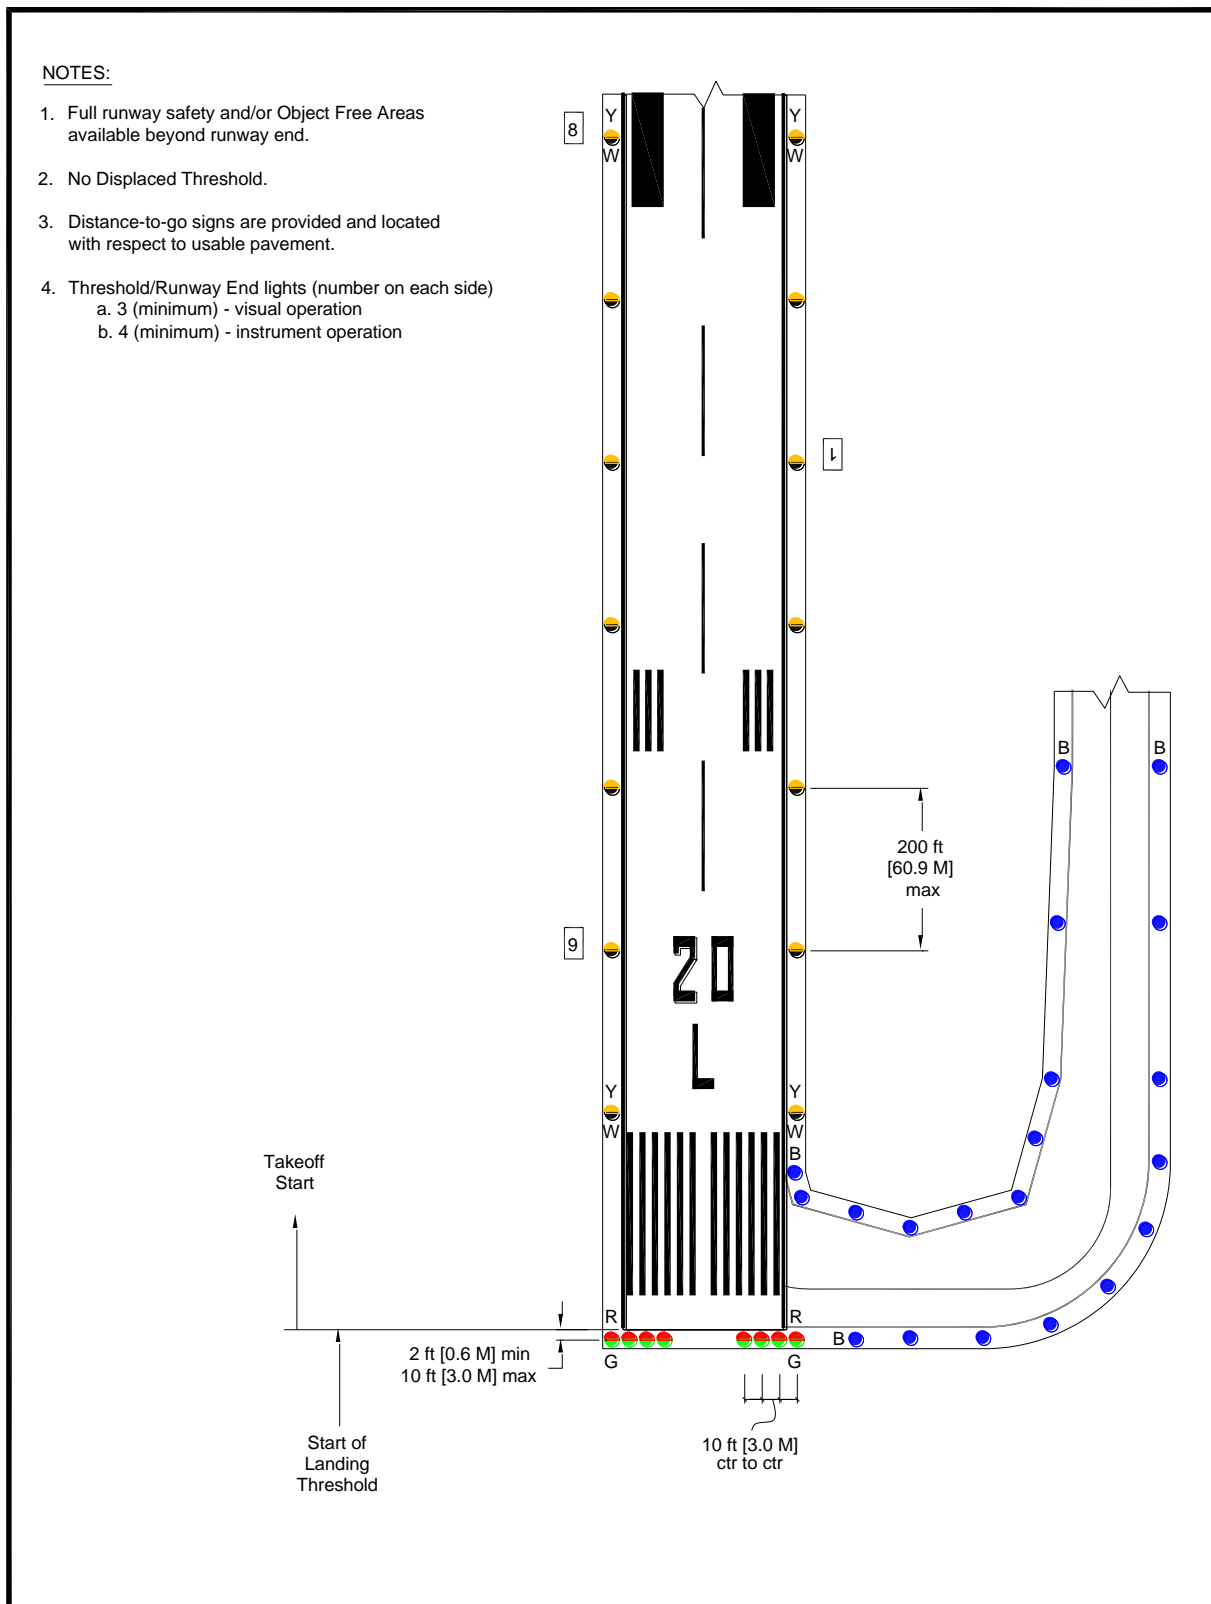 NOTES:
1. Full runway safety and/or Object Free Areas
available beyond runway end.
2. No Displaced Threshold.
3. Distance-to-go signs are provided and located
with respect to usable pavement.
4. Threshold/Runway End lights (number on each side)
a. 3 (minimum) - visual operation
b. 4 (minimum) - instrument operation
8
Y
Y
W
W
1
B
B
200 ft
[60.9 M]
max
9
20
L
Y
Y
W
W
B
Takeoff
Start
R
R
B
G
G
2 ft [0.6 M] min
10 ft [3.0 M] max
10 ft [3.0 M]
ctr to ctr
Start of
Landing
Threshold